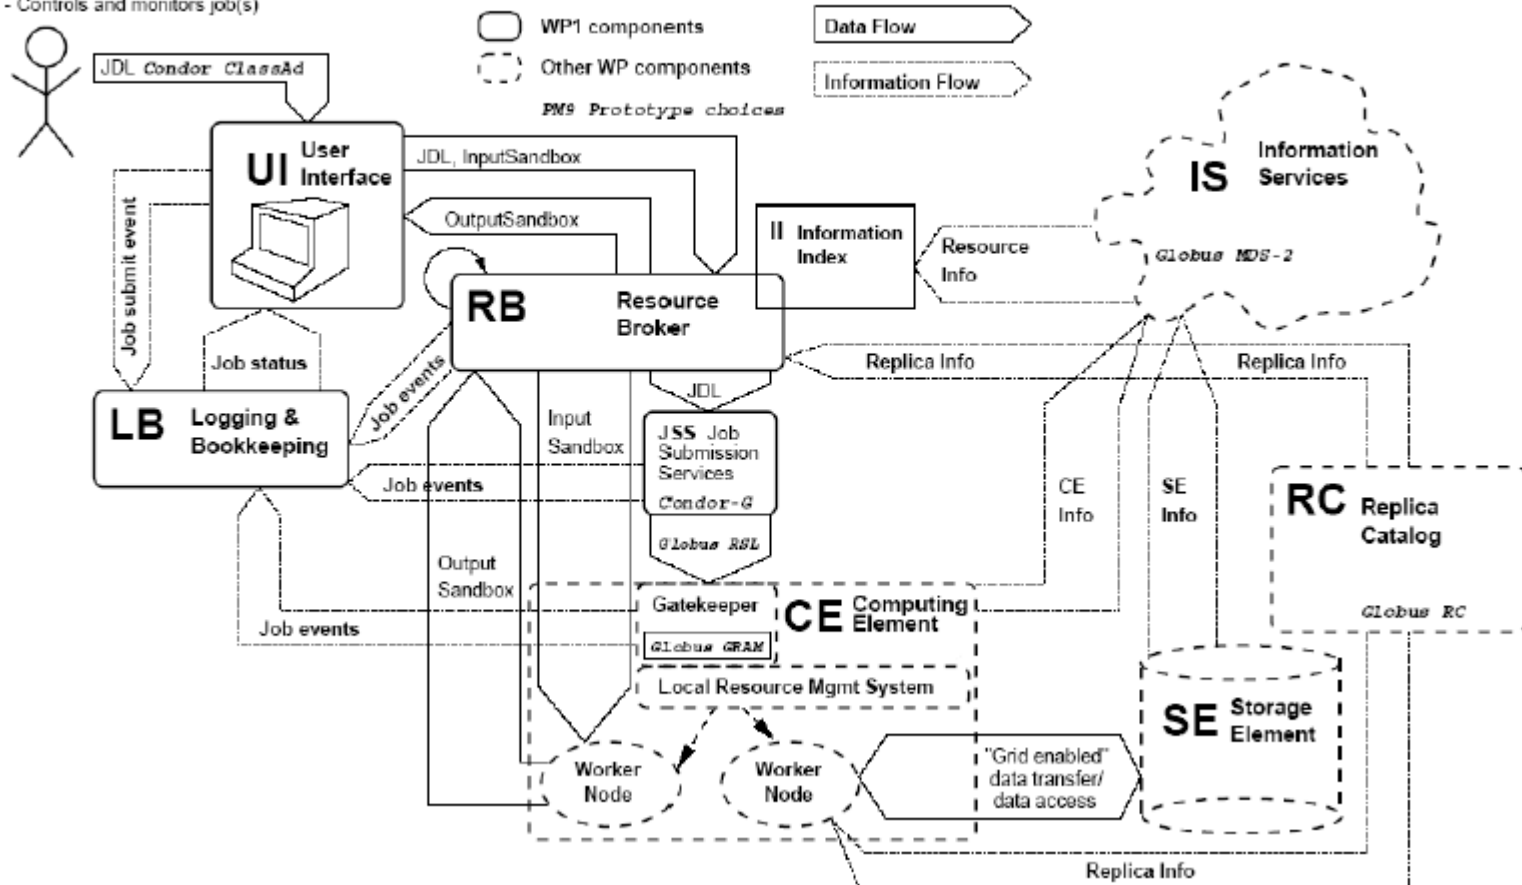 - Controls and monitors job(s)
WP1 components
Data Flow
JDL Condor ClassAd
Other WP components
Information Flow
PM9 Prototype choices
UI User
Interface
JDL, InputSandbox
IS Information
Services
OutputSandbox
II Information
Index
Resource
Info
Globus MDS-2
Job submit event
RB Resource
Broker
Job status
Job events
Replica Info
Replica Info
JDL
LB Logging &
Bookkeeping
Input
Sandbox
JSS Job
Submission
Services
Condor-G
Job events
CE
Info
SE
Info
RC Replica
Catalog
Globus RSL
Output
Sandbox
Gatekeeper
CE Computing
Element
Globus RC
Job events
Globus GRAM
Local Resource Mgmt System
SE Storage
Element
Worker
Node
Worker
Node
"Grid enabled"
data transfer/
data access
Replica Info